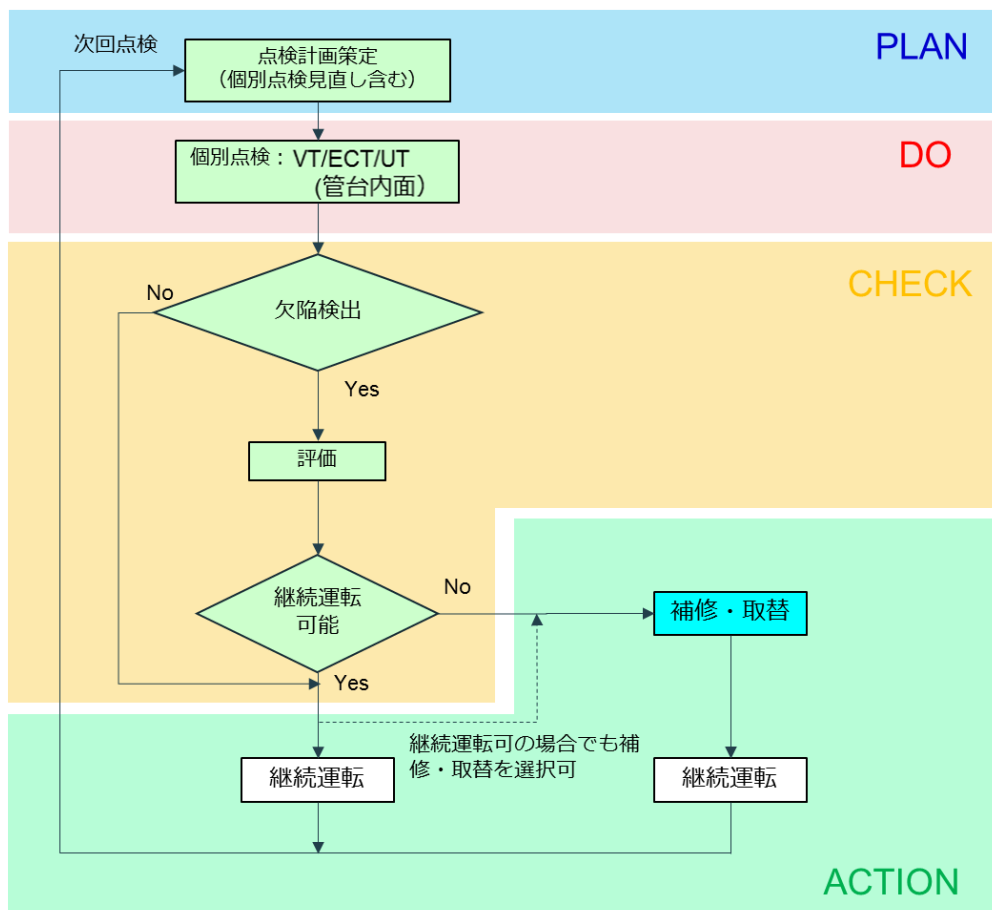 次回点検
点検計画策定
（個別点検見直し含む）
PLAN
個別点検：VT/ECT/UT
(管台内面）
DO
CHECK
No
欠陥検出
Yes
評価
継続運転
可能
No
補修・取替
Yes
継続運転可の場合でも補
修・取替を選択可
継続運転
継続運転
ACTION